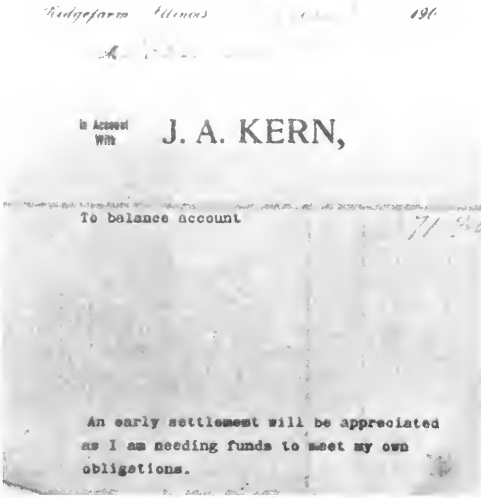 Ridgefarm Illinois 190
In Account
With J. A. KERN,
To balance account 71
An early settlement will be appreciated
as I am needing funds to meet my own
obligations.